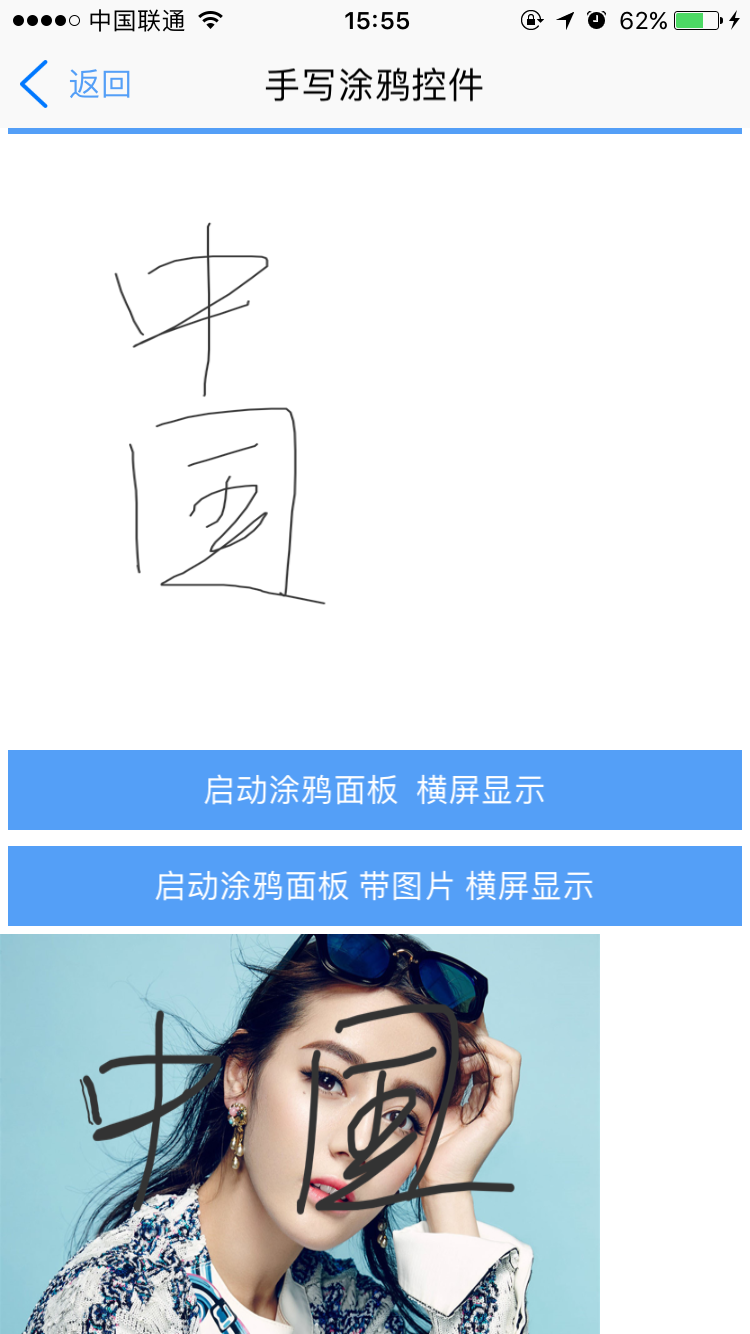 中国联通 15:55 62%
返回 手写涂鸦控件
中
国
启动涂鸦面板 横屏显示
启动涂鸦面板 带图片 横屏显示
中国